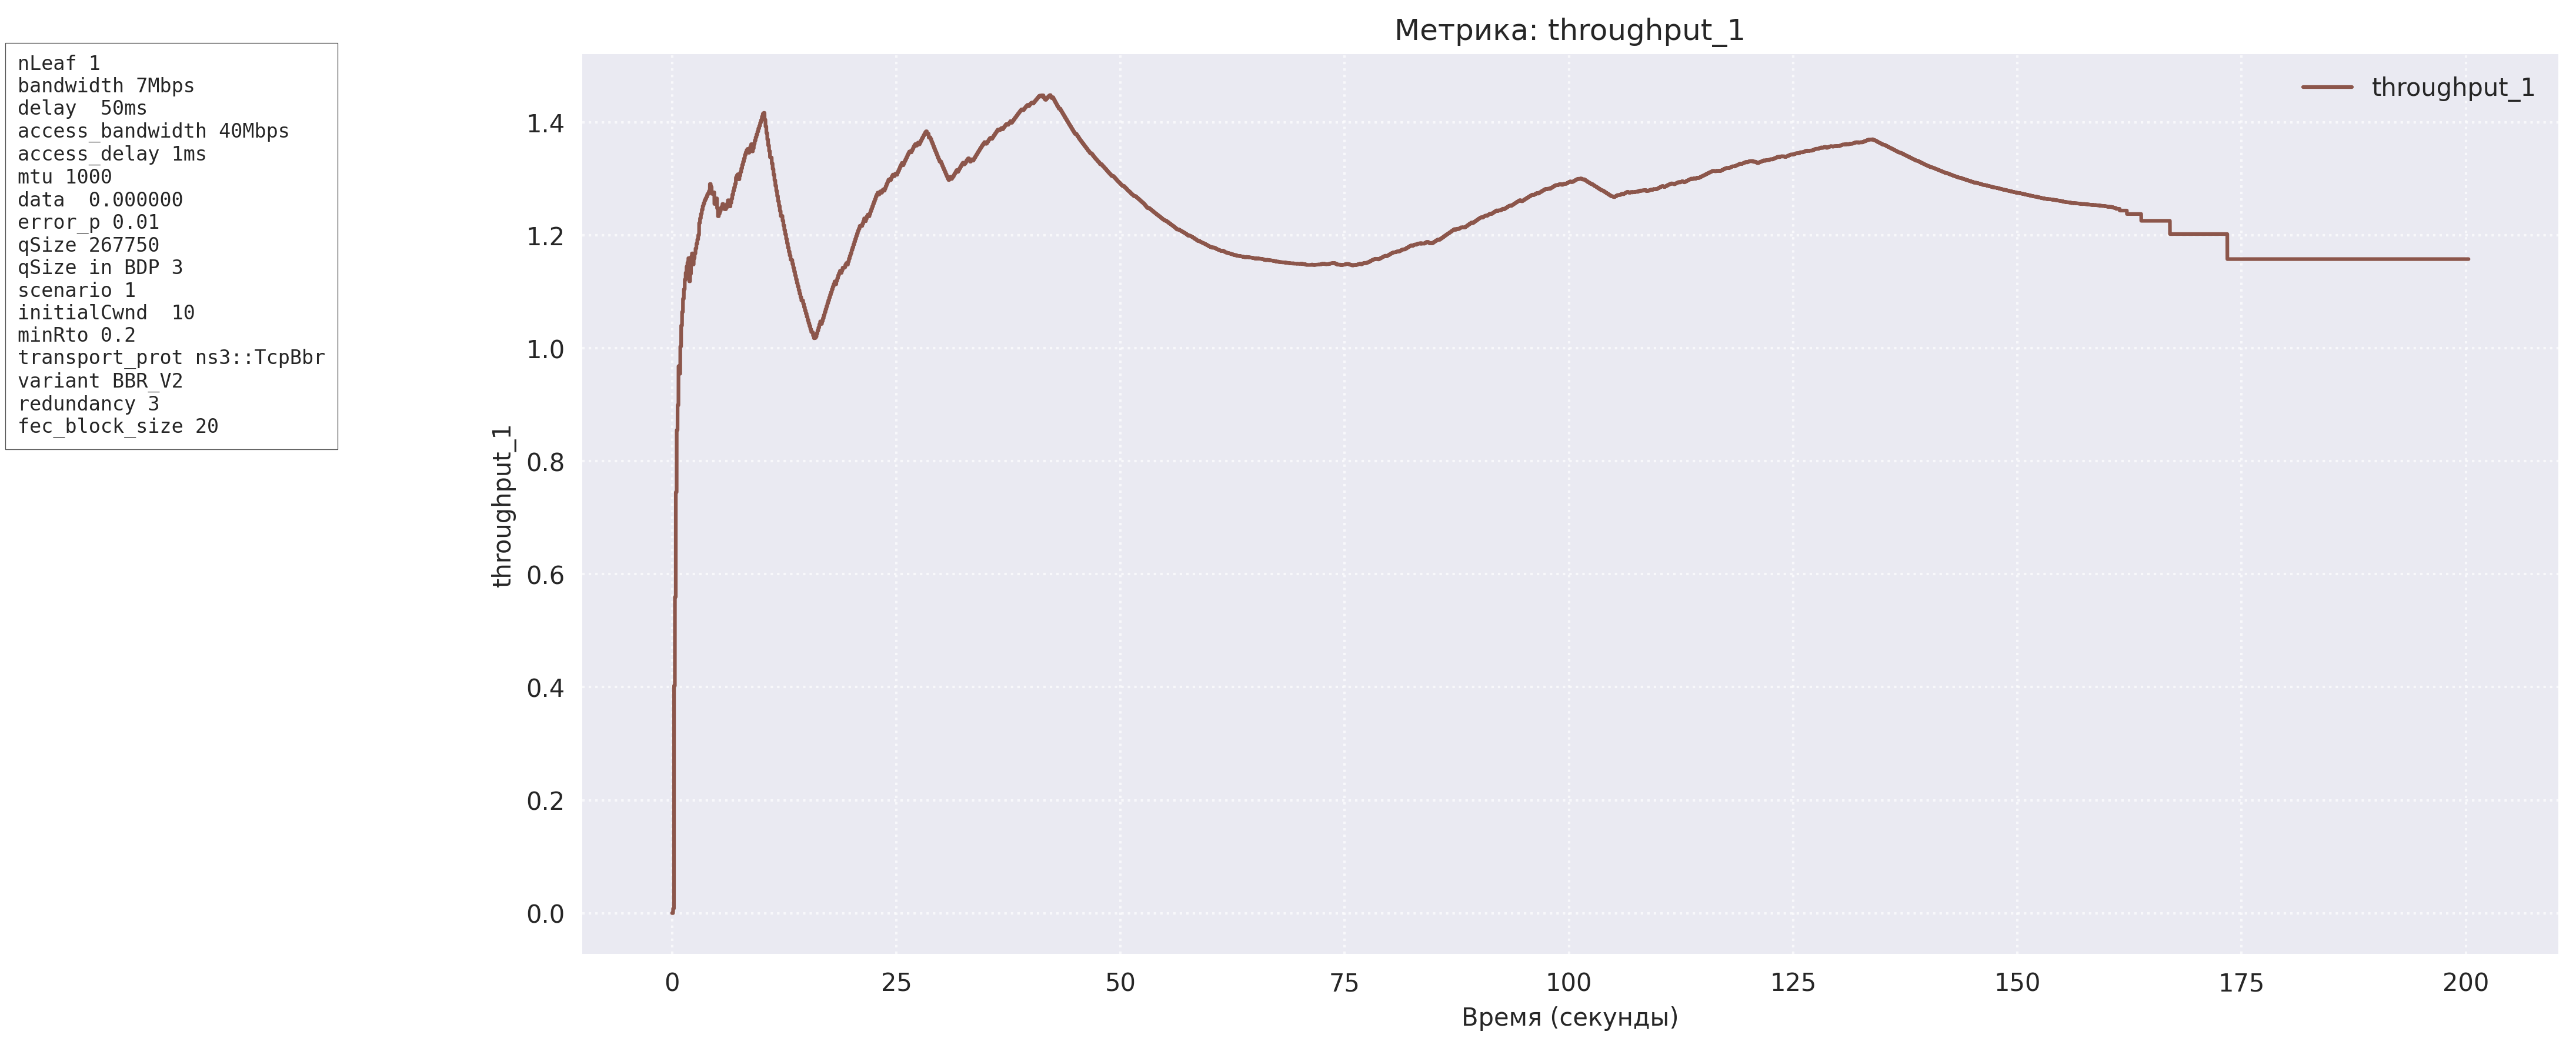 Метрика: throughput_1
nLeaf 1
bandwidth 7Mbps
delay  50ms
access_bandwidth 40Mbps
access_delay 1ms
mtu 1000
data  0.000000
error_p 0.01
qSize 267750
qSize in BDP 3
scenario 1
initialCwnd  10
minRto 0.2
transport_prot ns3::TcpBbr
variant BBR_V2
redundancy 3
fec_block_size 20
throughput_1
throughput_1
1.4
1.2
1.0
0.8
0.6
0.4
0.2
0.0
0 25 50 75 100 125 150 175 200
Время (секунды)